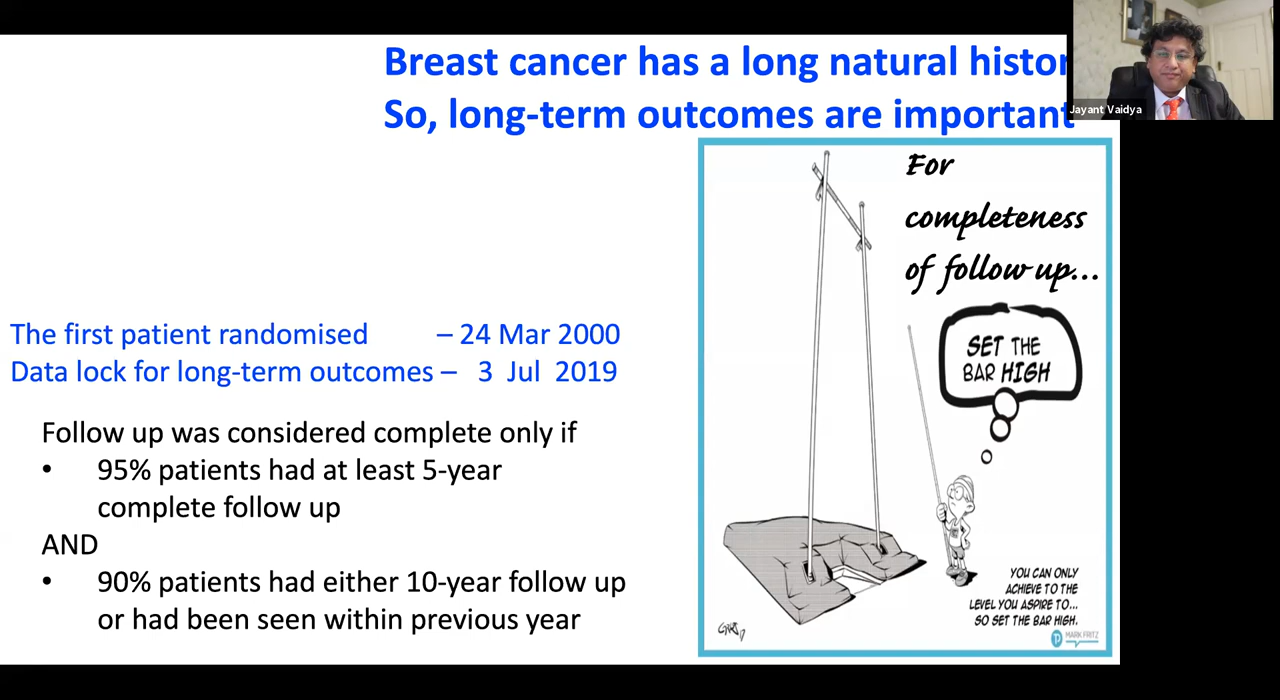 Breast cancer has a long natural histor
So, long-term outcomes are important
Jayant Vaidya
For
completeness
of follow up...
The first patient randomised – 24 Mar 2000
Data lock for long-term outcomes – 3 Jul 2019
Follow up was considered complete only if
• 95% patients had at least 5-year
complete follow up
AND
• 90% patients had either 10-year follow up
or had been seen within previous year
SET THE
BAR HIGH
YOU CAN ONLY
ACHIEVE TO THE
LEVEL YOU ASPIRE TO...
SO SET THE BAR HIGH.
MARK FRITZ